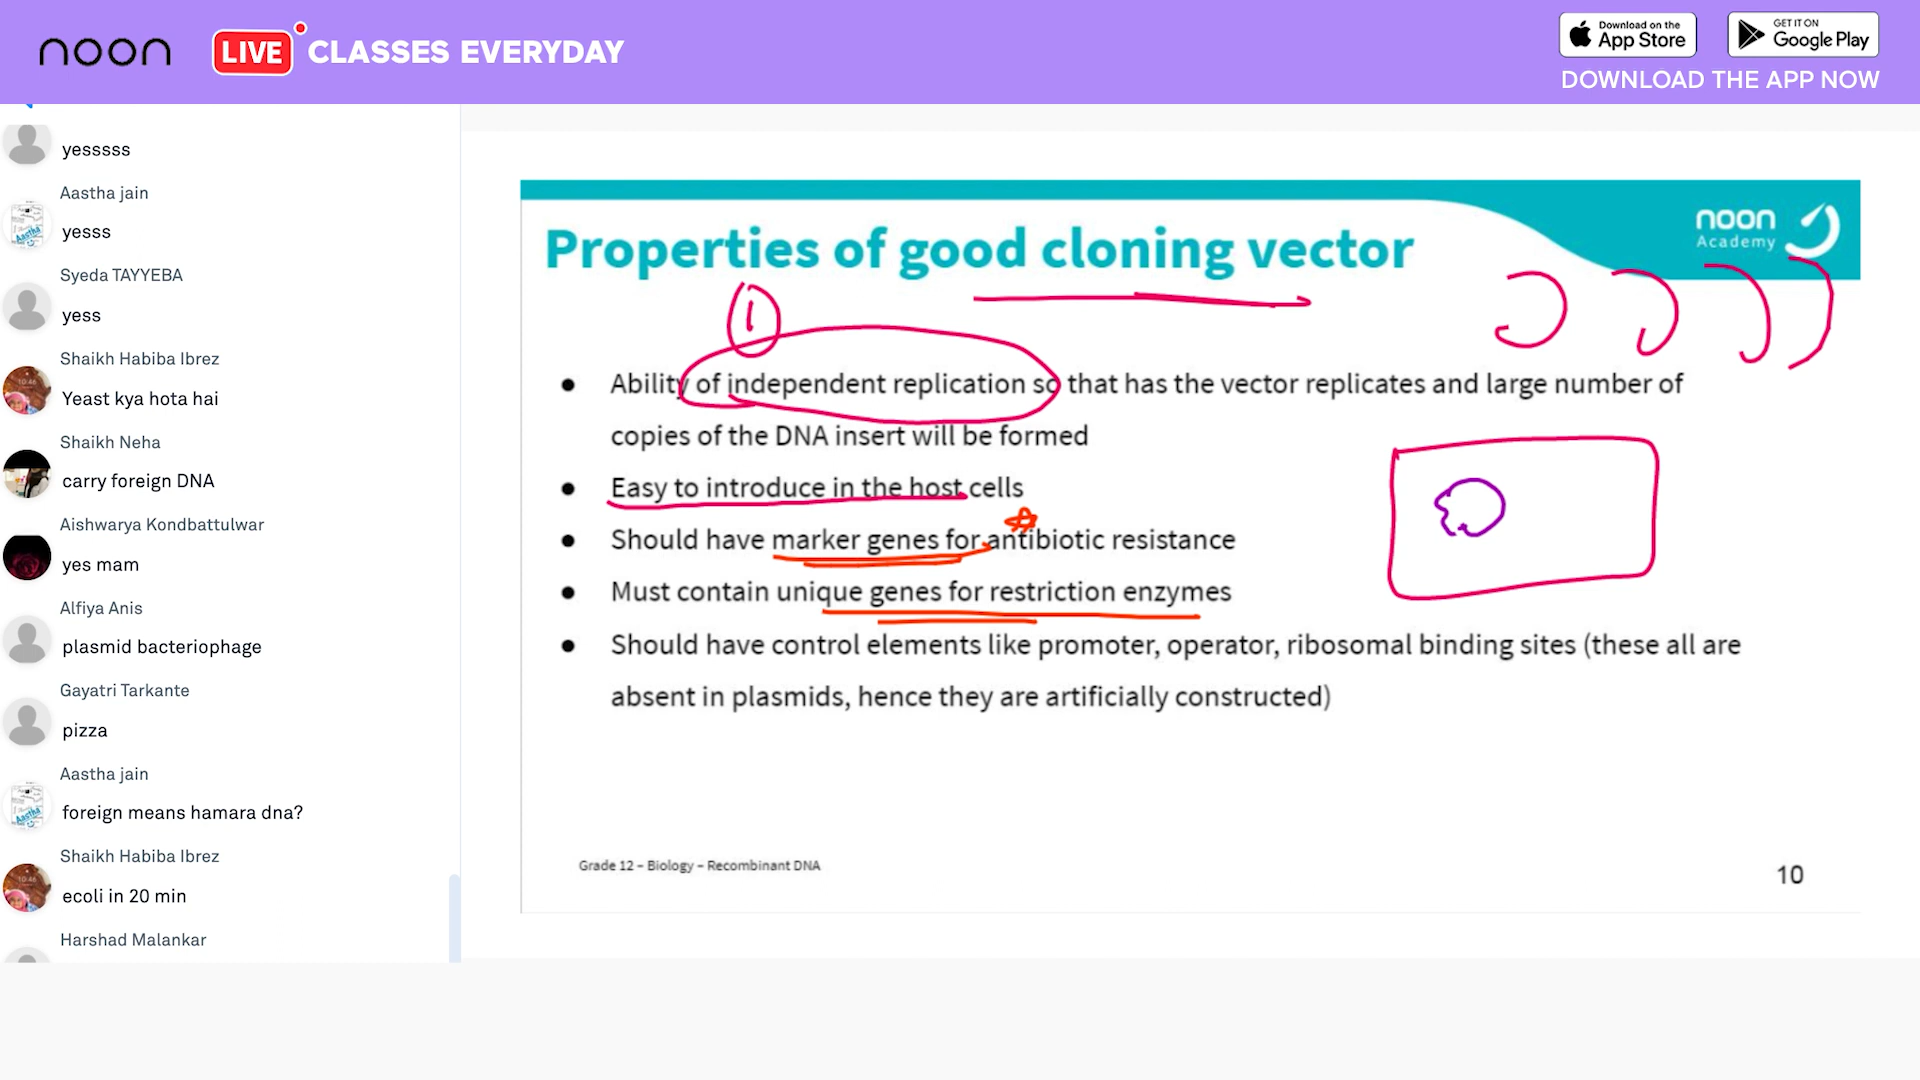 noon LIVE CLASSES EVERYDAY
Download on the App Store
GET IT ON Google Play
DOWNLOAD THE APP NOW
yesssss
Aastha jain
yesss
Syeda TAYYEBA
yess
Shaikh Habiba Ibrez
Yeast kya hota hai
Shaikh Neha
carry foreign DNA
Aishwarya Kondbattulwar
yes mam
Alfiya Anis
plasmid bacteriophage
Gayatri Tarkante
pizza
Aastha jain
foreign means hamara dna?
Shaikh Habiba Ibrez
ecoli in 20 min
Harshad Malankar
noon
Academy
Properties of good cloning vector
1
● Ability of independent replication so that has the vector replicates and large number of
copies of the DNA insert will be formed
● Easy to introduce in the host cells
● Should have marker genes for antibiotic resistance
● Must contain unique genes for restriction enzymes
● Should have control elements like promoter, operator, ribosomal binding sites (these all are
absent in plasmids, hence they are artificially constructed)
Grade 12 – Biology – Recombinant DNA
10